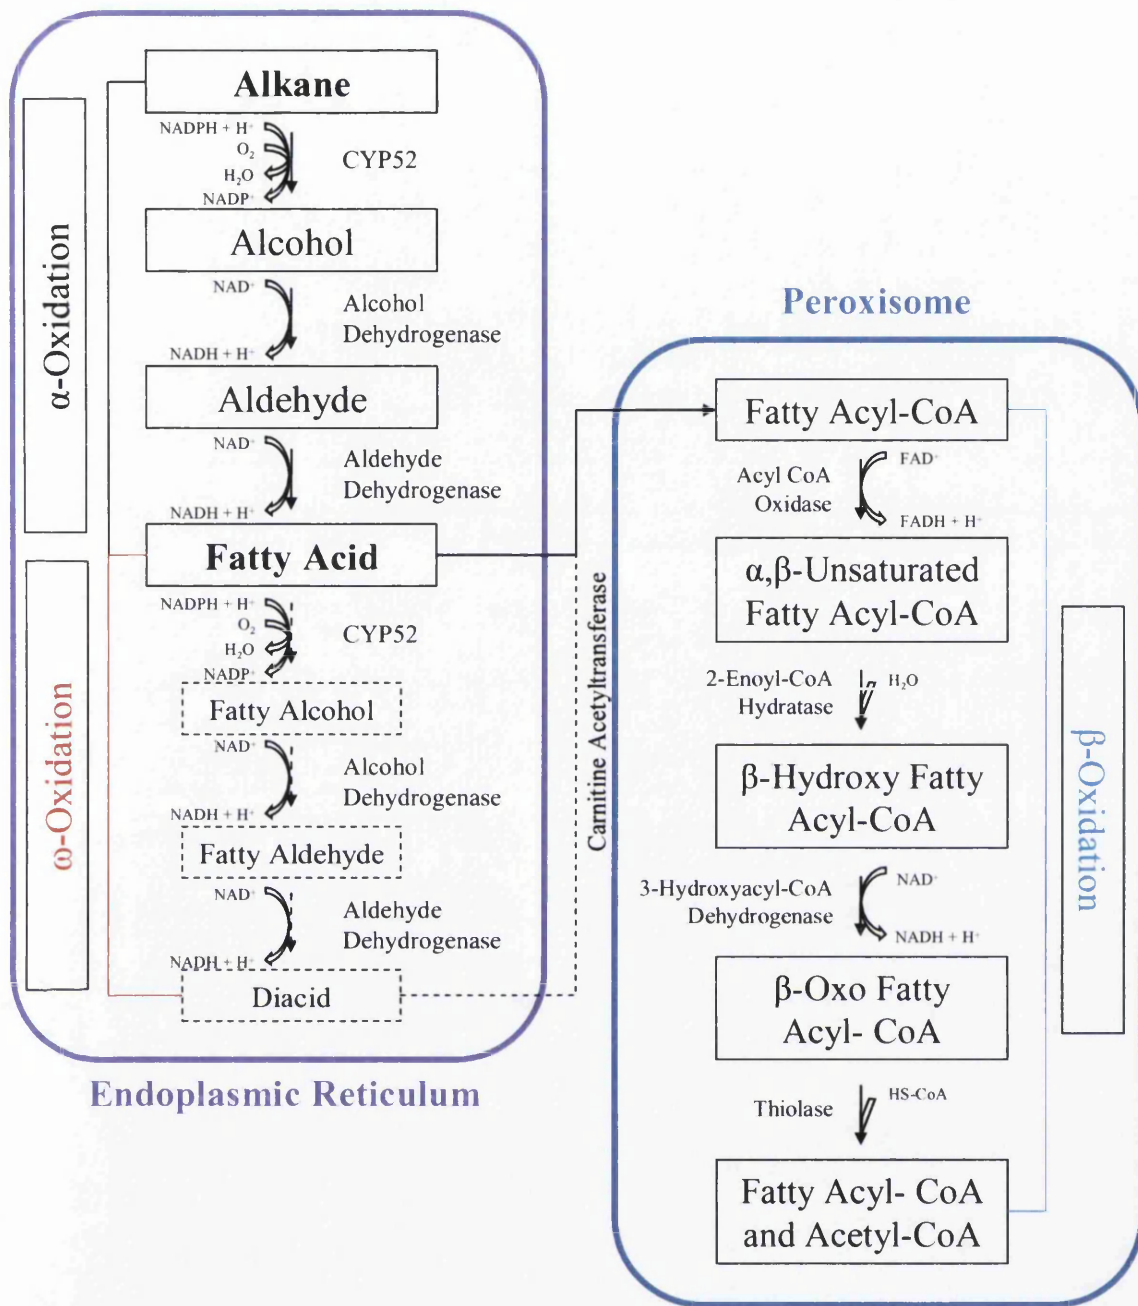 α-Oxidation
Alkane
NADPH + H⁺
O₂
H₂O
NADP⁺
CYP52
Alcohol
NAD⁺
NADH + H⁺
Alcohol
Dehydrogenase
Aldehyde
NAD⁺
NADH + H⁺
Aldehyde
Dehydrogenase
Fatty Acid
ω-Oxidation
NADPH + H⁺
O₂
H₂O
NADP⁺
CYP52
Fatty Alcohol
NAD⁺
NADH + H⁺
Alcohol
Dehydrogenase
Fatty Aldehyde
NAD⁺
NADH + H⁺
Aldehyde
Dehydrogenase
Diacid
Endoplasmic Reticulum
Carnitine Acetyltransferase
Peroxisome
Fatty Acyl-CoA
Acyl CoA
Oxidase
FAD⁺
FADH + H⁺
α,β-Unsaturated
Fatty Acyl-CoA
2-Enoyl-CoA
Hydratase
H₂O
β-Hydroxy Fatty
Acyl-CoA
3-Hydroxyacyl-CoA
Dehydrogenase
NAD⁺
NADH + H⁺
β-Oxo Fatty
Acyl- CoA
Thiolase
HS-CoA
Fatty Acyl- CoA
and Acetyl-CoA
β-Oxidation